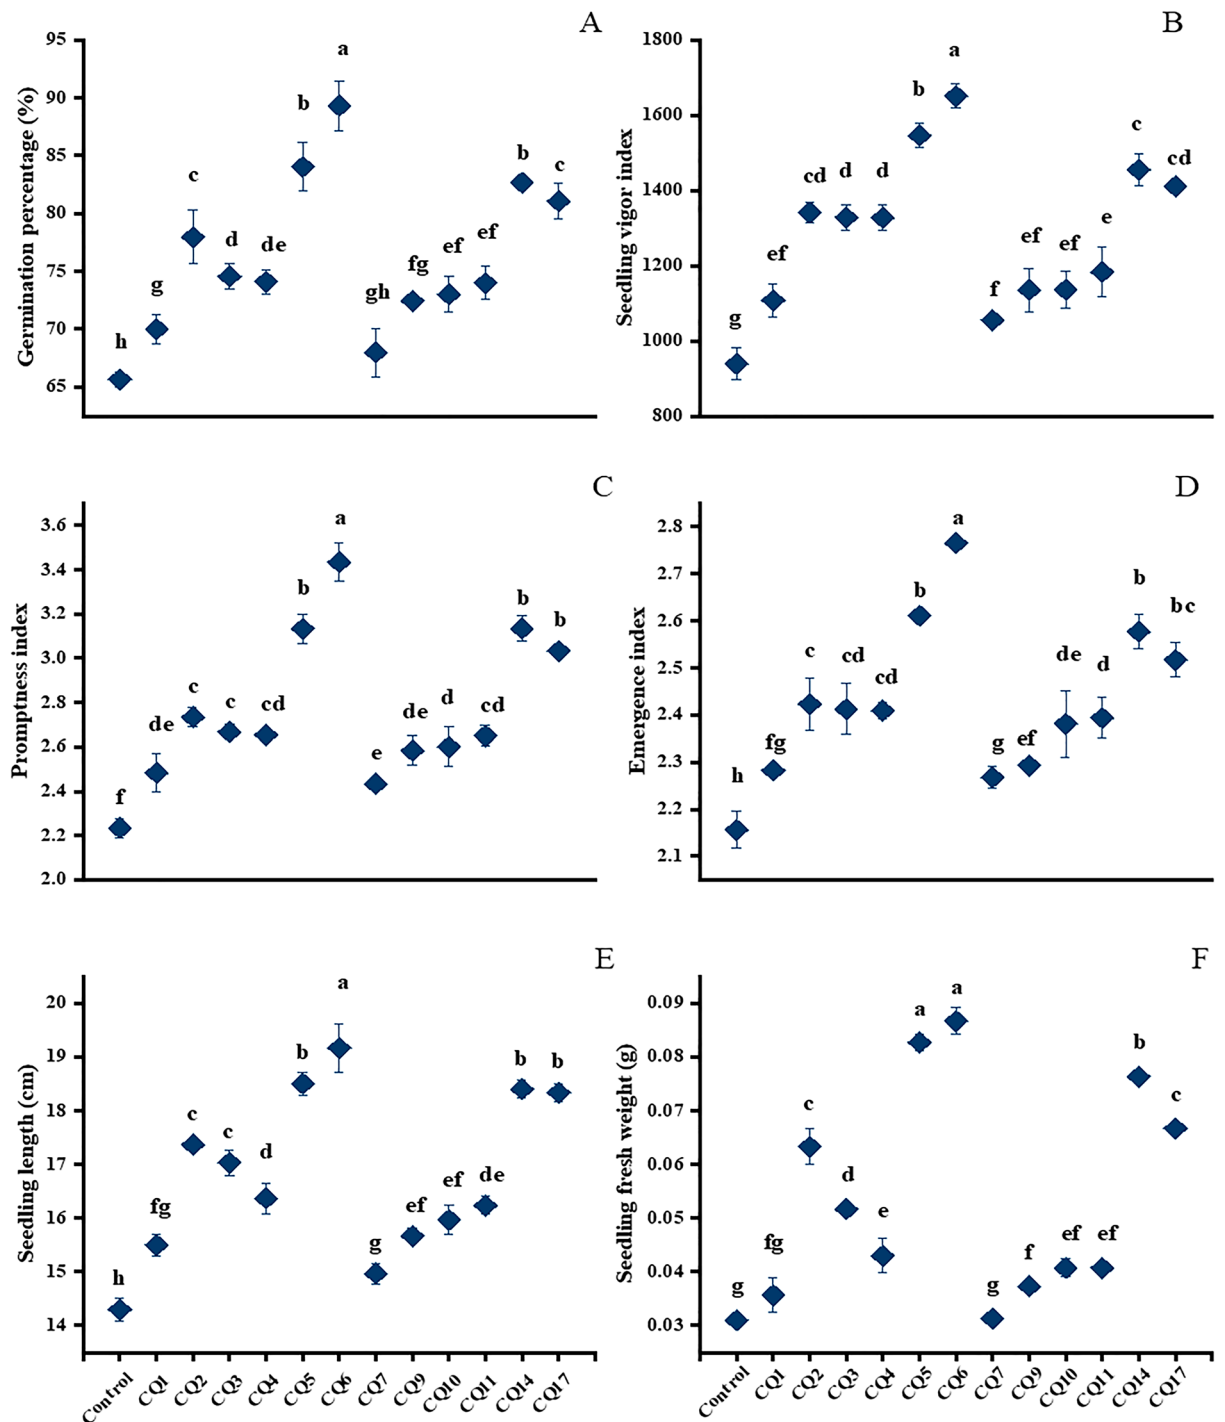 A
Germination percentage (%)
95
90
85
80
75
70
65
h
g
c
d
de
b
a
gh
fg
ef
ef
b
c
B
Seedling vigor index
1800
1600
1400
1200
1000
800
g
ef
cd
d
d
b
a
f
ef
ef
e
c
cd
C
Promptness index
3.6
3.4
3.2
3.0
2.8
2.6
2.4
2.2
2.0
f
de
c
c
cd
b
a
e
de
d
cd
b
b
D
Emergence index
2.8
2.7
2.6
2.5
2.4
2.3
2.2
2.1
h
fg
c
cd
cd
b
a
g
ef
de
d
b
bc
E
Seedling length (cm)
20
19
18
17
16
15
14
h
fg
c
c
d
b
a
g
ef
ef
de
b
b
Control
CQ1
CQ2
CQ3
CQ4
CQ5
CQ6
CQ7
CQ9
CQ10
CQ11
CQ14
CQ17
F
Seedling fresh weight (g)
0.09
0.08
0.07
0.06
0.05
0.04
0.03
g
fg
c
d
e
a
a
g
f
ef
ef
b
c
Control
CQ1
CQ2
CQ3
CQ4
CQ5
CQ6
CQ7
CQ9
CQ10
CQ11
CQ14
CQ17